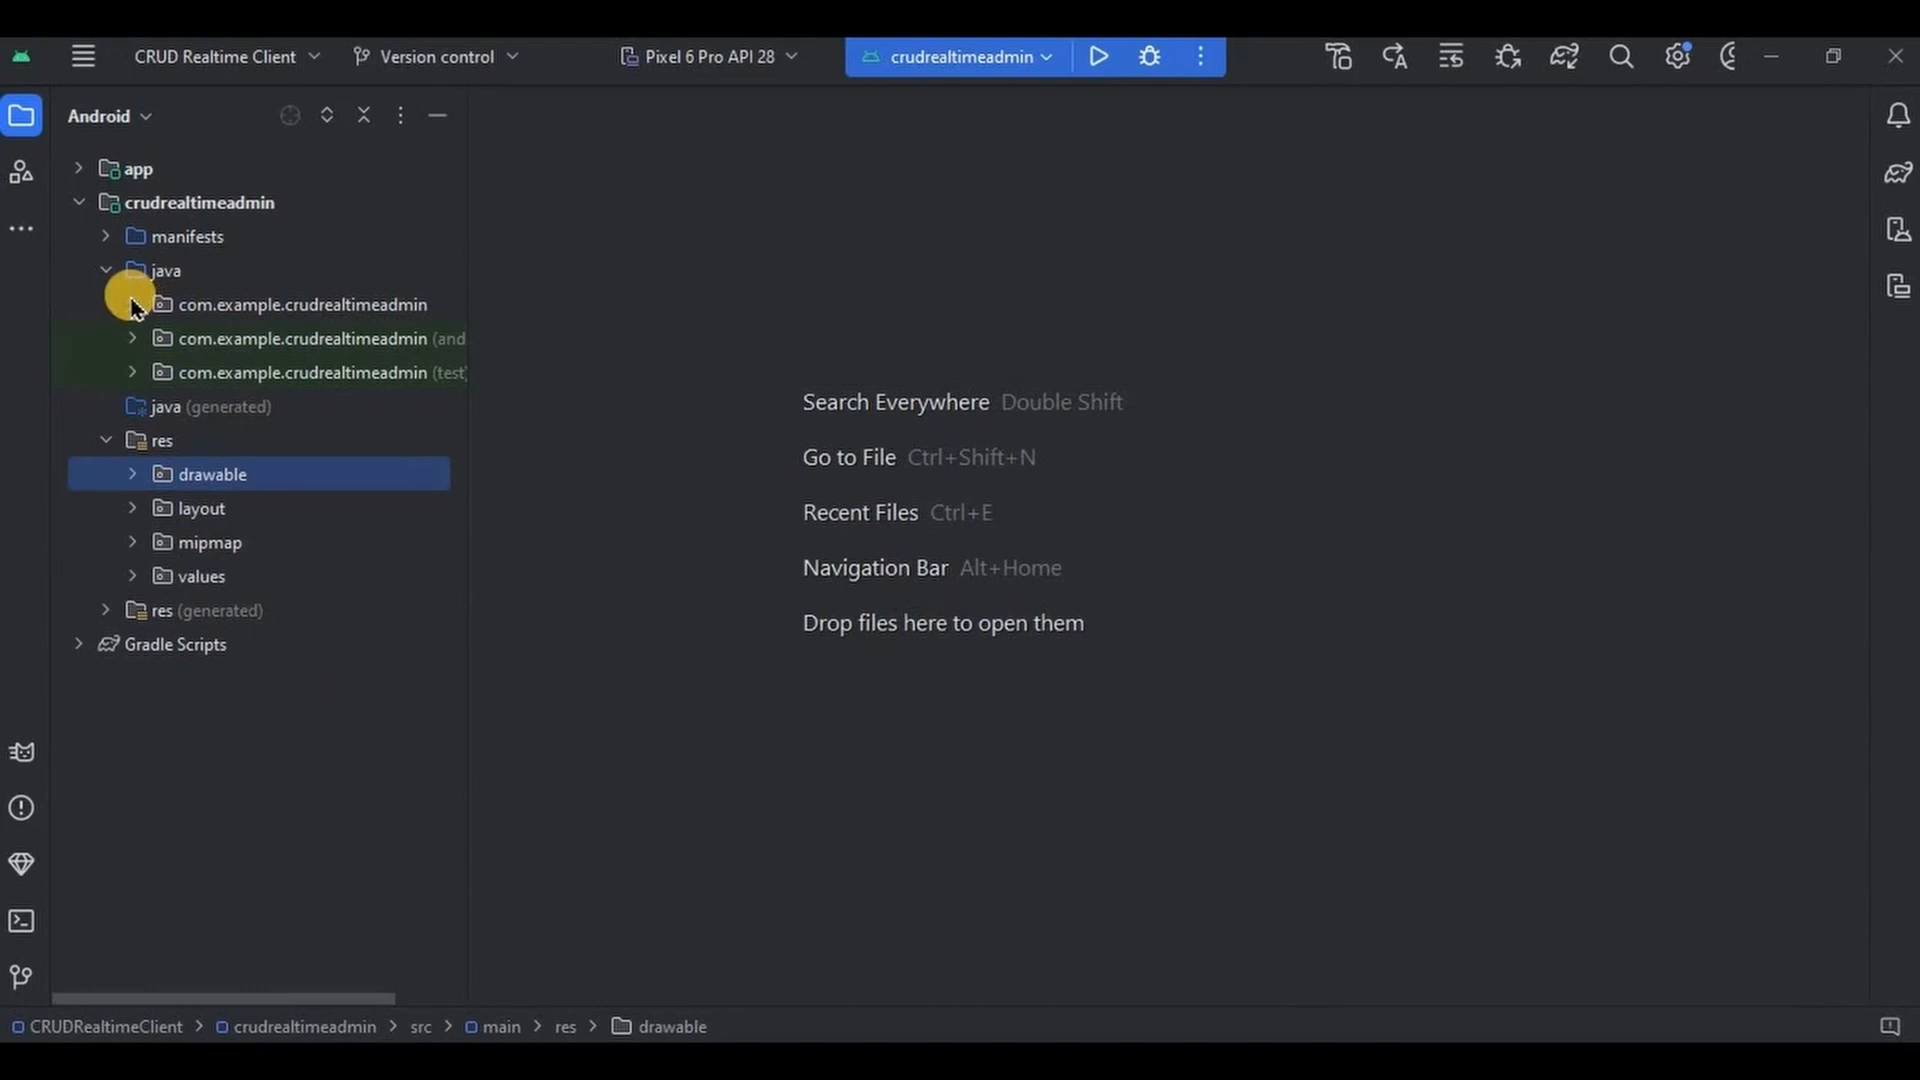 CRUD Realtime Client
Version control
Pixel 6 Pro API 28
crudrealtimeadmin
Android
app
crudrealtimeadmin
manifests
java
com.example.crudrealtimeadmin
com.example.crudrealtimeadmin (and
com.example.crudrealtimeadmin (test)
java (generated)
res
drawable
layout
mipmap
values
res (generated)
Gradle Scripts
Search Everywhere Double Shift
Go to File Ctrl+Shift+N
Recent Files Ctrl+E
Navigation Bar Alt+Home
Drop files here to open them
CRUDRealtimeClient > crudrealtimeadmin > src > main > res > drawable